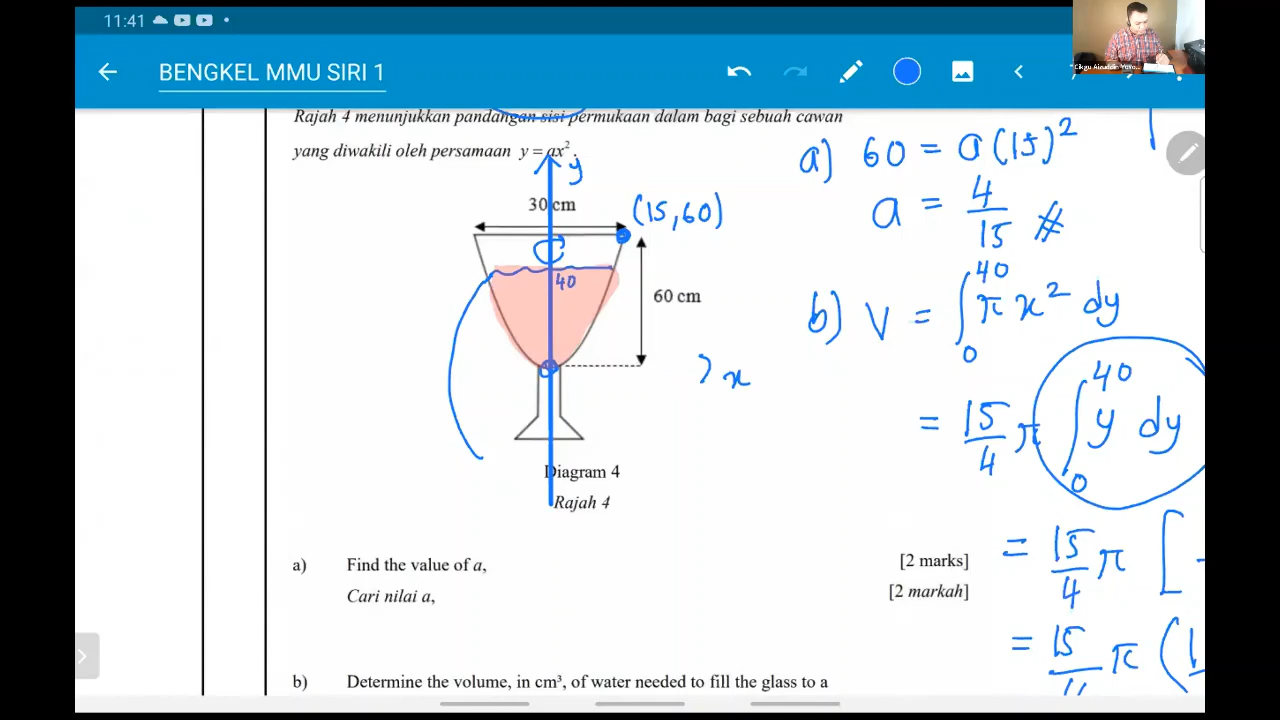 11:41
BENGKEL MMU SIRI 1
Cikgu Aizuddin
Rajah 4 menunjukkan pandangan sisi permukaan dalam bagi sebuah cawan
yang diwakili oleh persamaan y = ax².
y
30 cm
(15,60)
40
60 cm
x
Diagram 4
Rajah 4
a) 60 = a(15)²
a = 4/15 #
b) V = ∫₀⁴⁰ π x² dy
= 15/4 π ∫₀⁴⁰ y dy
= 15/4 π [
= 15/4 π (1
a) Find the value of a, [2 marks]
Cari nilai a, [2 markah]
b) Determine the volume, in cm³, of water needed to fill the glass to a